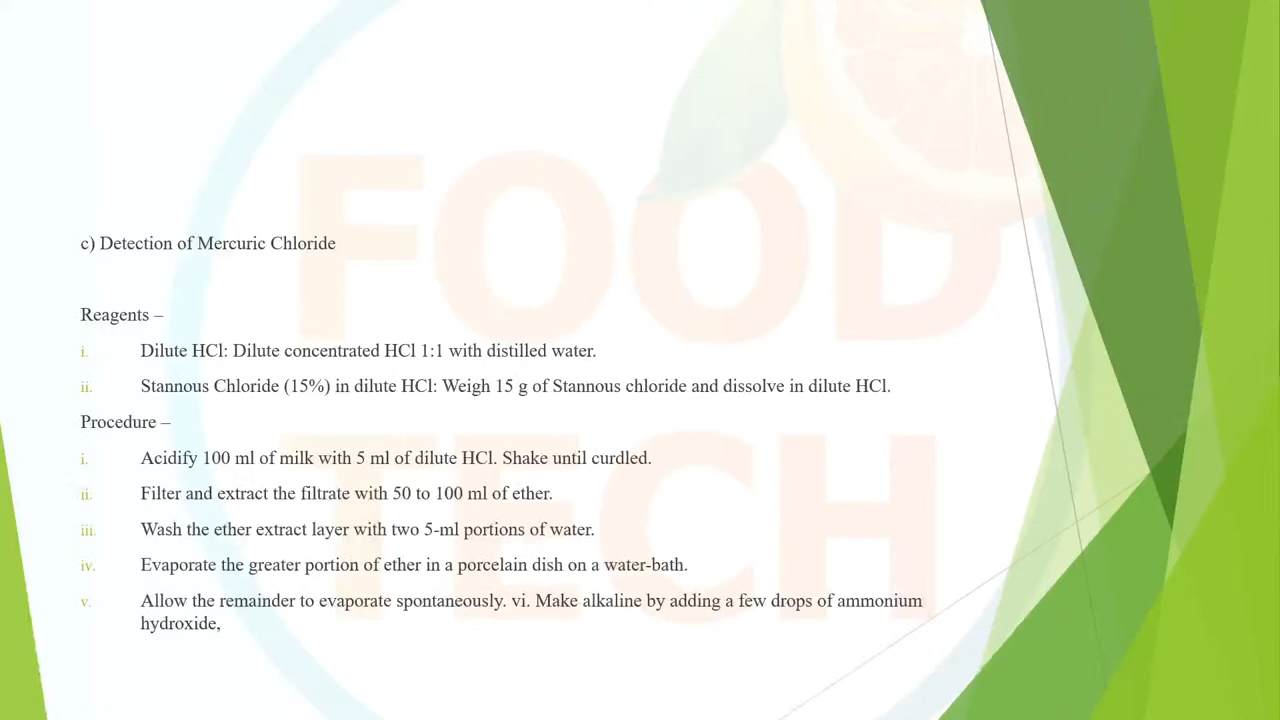 FOOD
TECH
c) Detection of Mercuric Chloride
Reagents –
i. Dilute HCl: Dilute concentrated HCl 1:1 with distilled water.
ii. Stannous Chloride (15%) in dilute HCl: Weigh 15 g of Stannous chloride and dissolve in dilute HCl.
Procedure –
i. Acidify 100 ml of milk with 5 ml of dilute HCl. Shake until curdled.
ii. Filter and extract the filtrate with 50 to 100 ml of ether.
iii. Wash the ether extract layer with two 5-ml portions of water.
iv. Evaporate the greater portion of ether in a porcelain dish on a water-bath.
v. Allow the remainder to evaporate spontaneously. vi. Make alkaline by adding a few drops of ammonium
hydroxide,